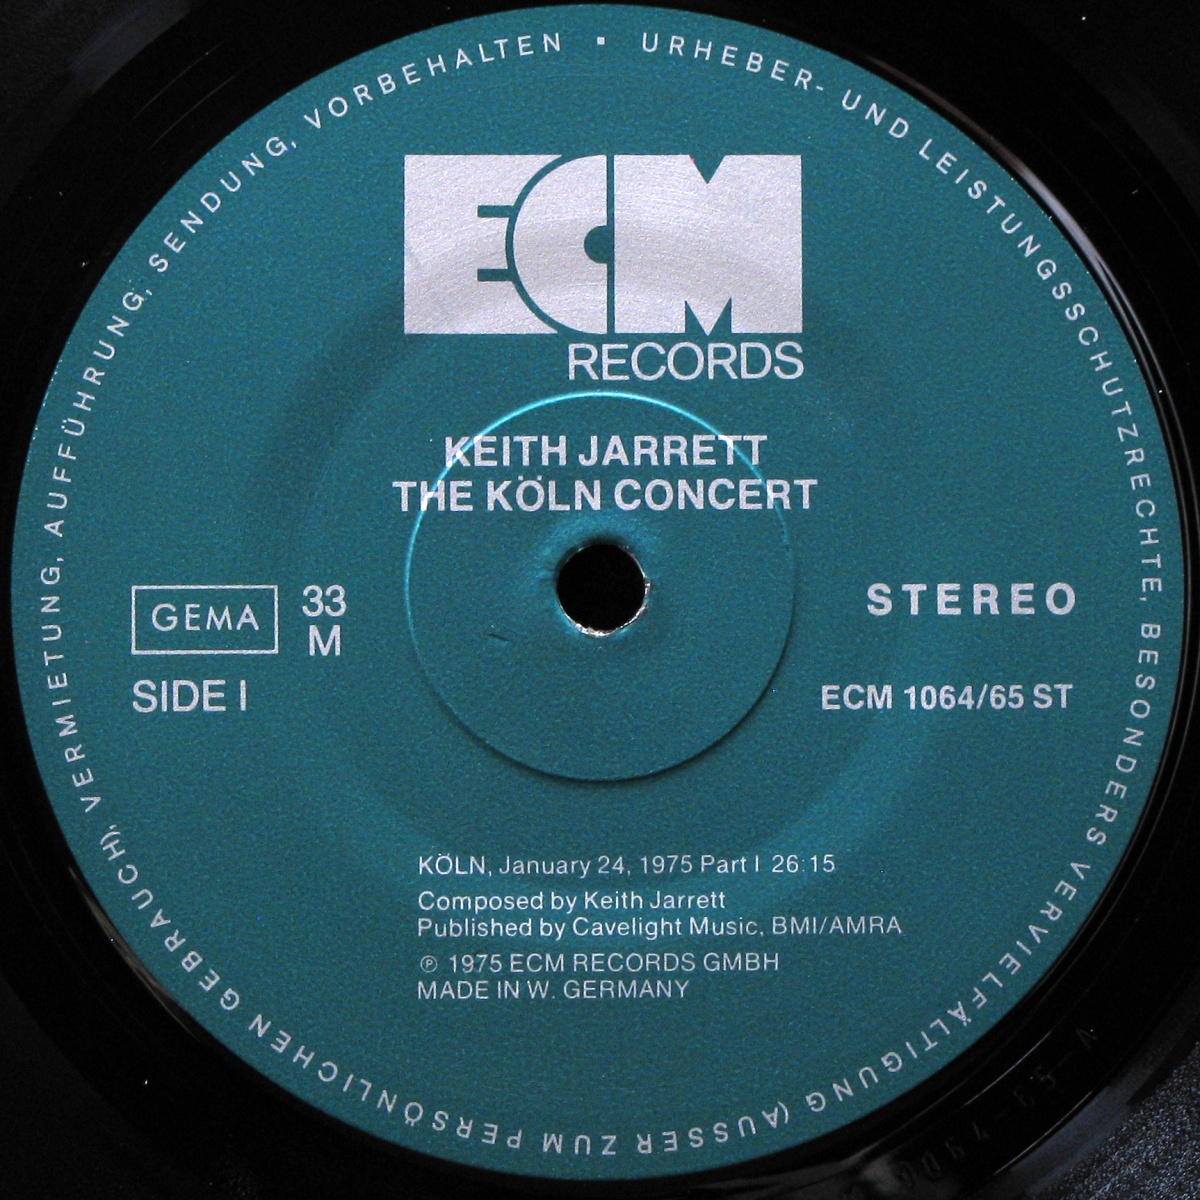 URHEBER- UND LEISTUNGSSCHUTZRECHTE, BESONDERS VERVIELFÄLTIGUNG (AUSSER ZUM PERSÖNLICHEN GEBRAUCH), VERMIETUNG, AUFFÜHRUNG, SENDUNG, VORBEHALTEN ·
ECM
RECORDS
KEITH JARRETT
THE KÖLN CONCERT
GEMA
33
M
STEREO
SIDE I
ECM 1064/65 ST
KÖLN, January 24, 1975 Part I 26:15
Composed by Keith Jarrett
Published by Cavelight Music, BMI/AMRA
℗ 1975 ECM RECORDS GMBH
MADE IN W. GERMANY